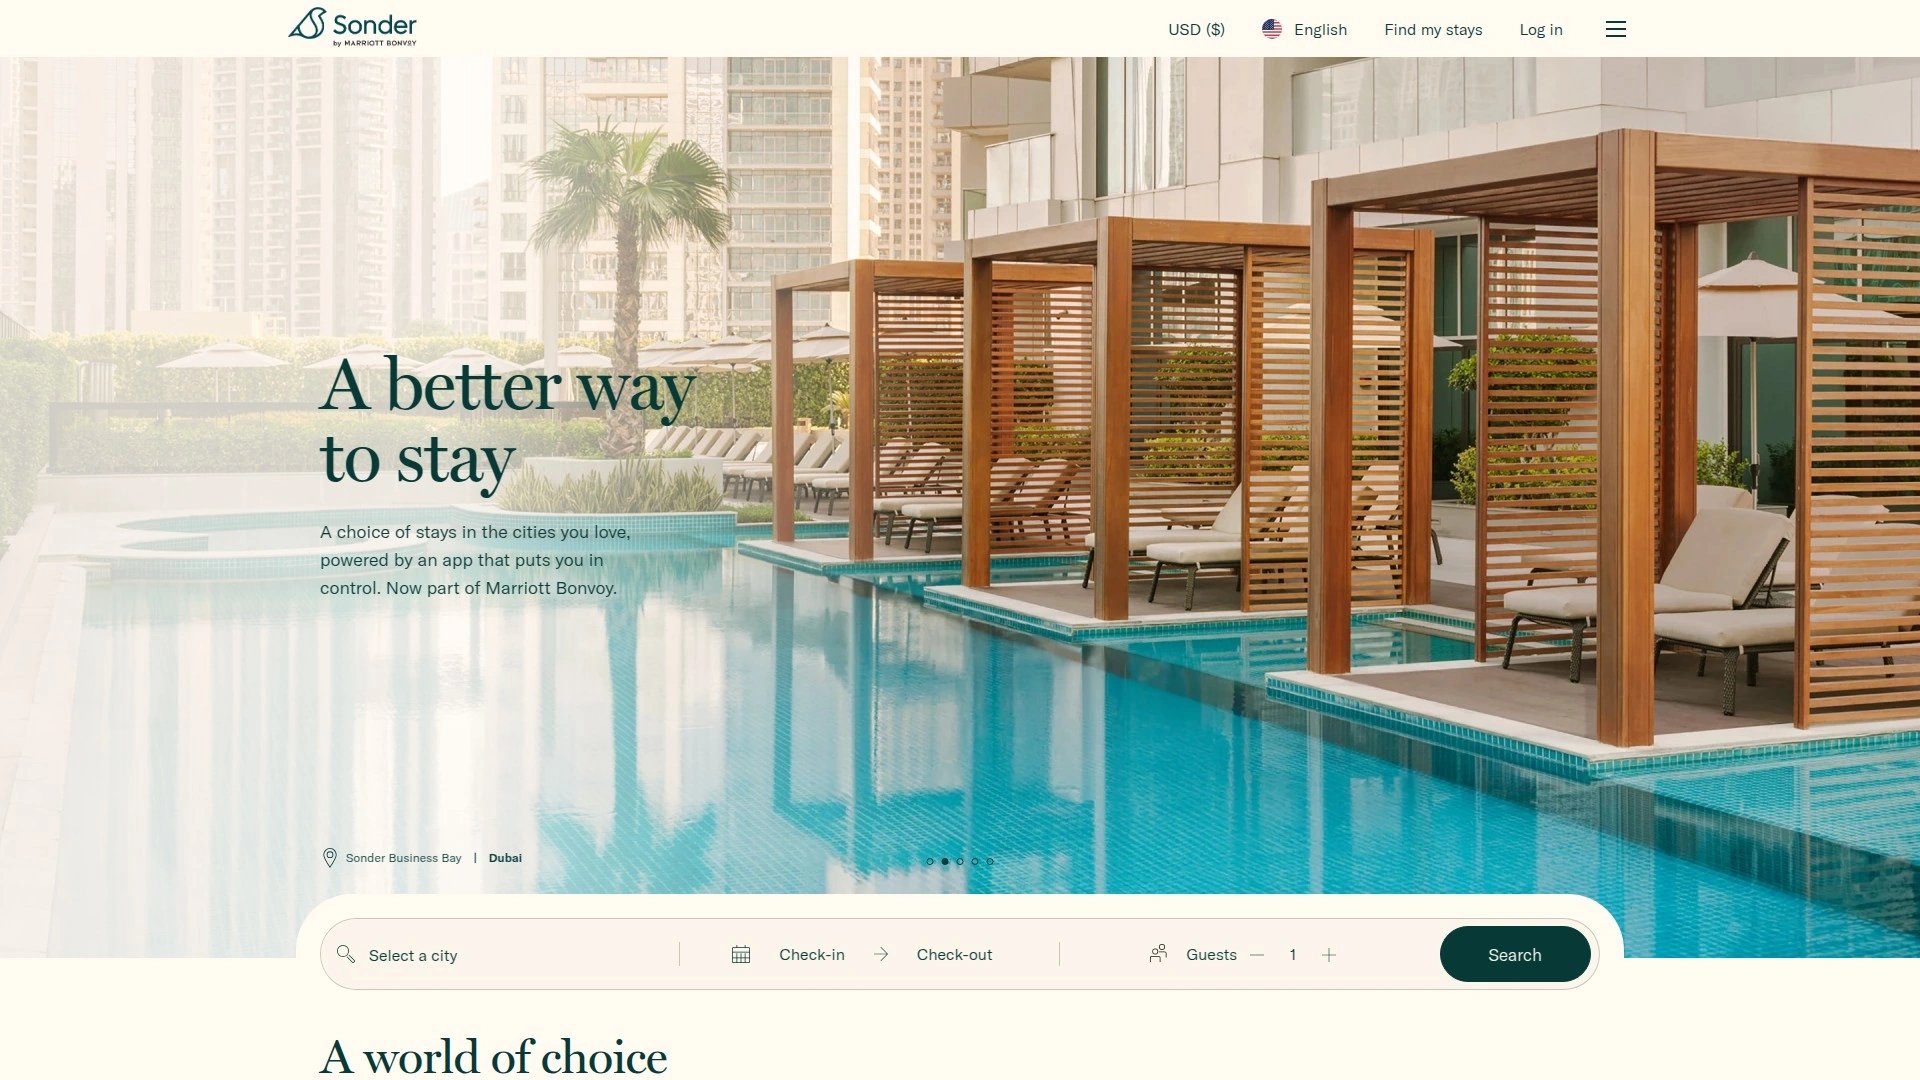 Sonder
by MARRIOTT BONVOY
USD ($)
English
Find my stays
Log in
A better way
to stay
A choice of stays in the cities you love,
powered by an app that puts you in
control. Now part of Marriott Bonvoy.
Sonder Business Bay | Dubai
Select a city
Check-in
Check-out
Guests
1
Search
A world of choice